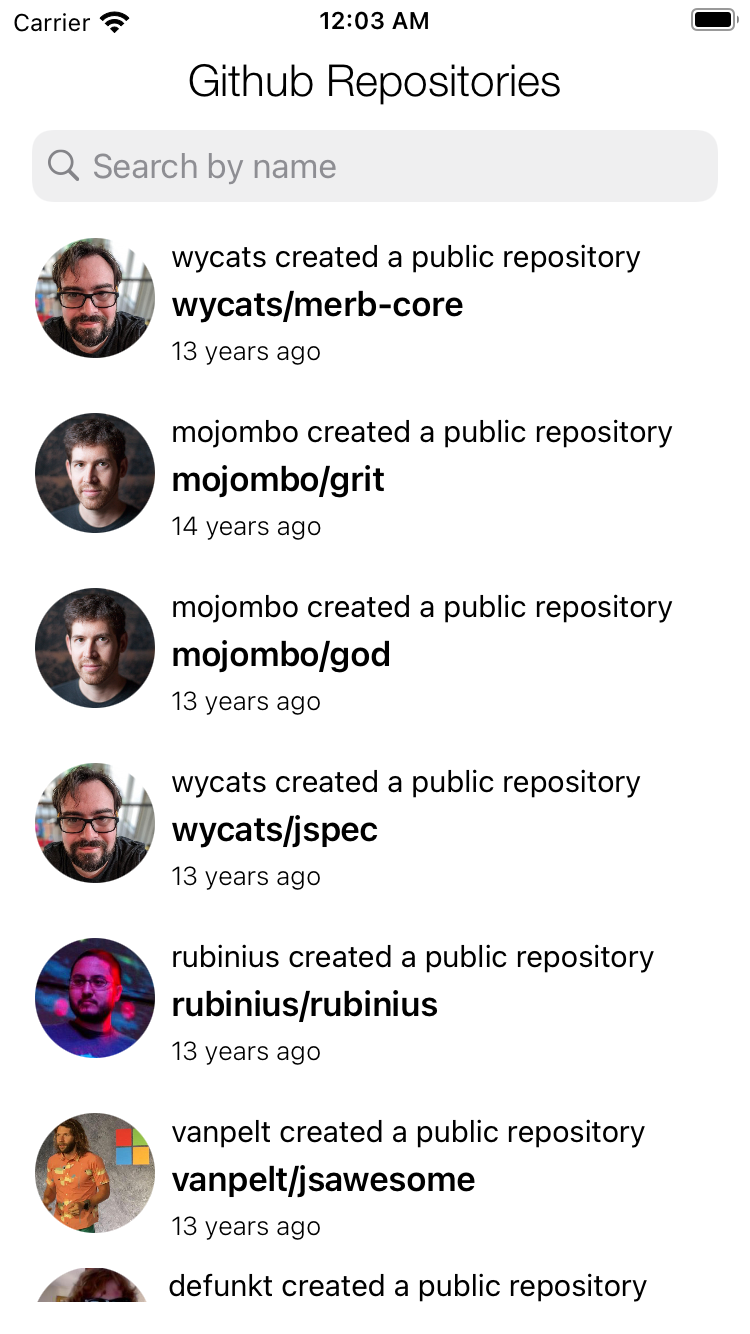 Carrier 12:03 AM
Github Repositories
Search by name
wycats created a public repository
wycats/merb-core
13 years ago
mojombo created a public repository
mojombo/grit
14 years ago
mojombo created a public repository
mojombo/god
13 years ago
wycats created a public repository
wycats/jspec
13 years ago
rubinius created a public repository
rubinius/rubinius
13 years ago
vanpelt created a public repository
vanpelt/jsawesome
13 years ago
defunkt created a public repository